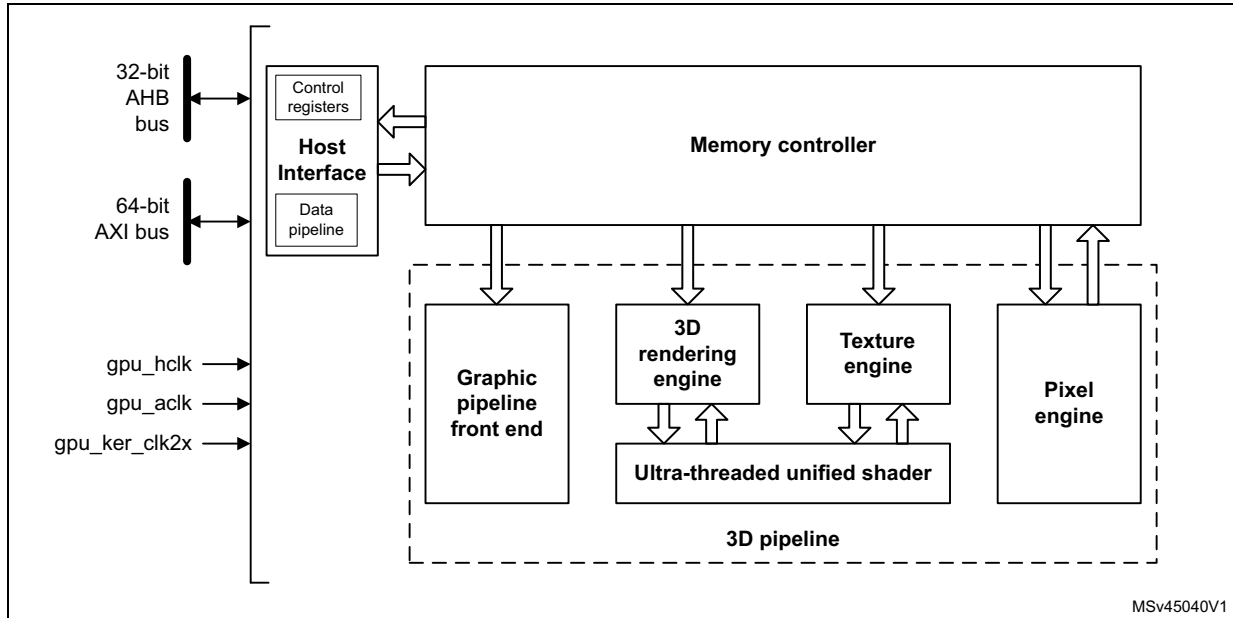 32-bit
AHB
bus
64-bit
AXI bus
gpu_hclk
gpu_aclk
gpu_ker_clk2x
Control
registers
Host
Interface
Data
pipeline
Memory controller
Graphic
pipeline
front end
3D
rendering
engine
Texture
engine
Pixel
engine
Ultra-threaded unified shader
3D pipeline
MSv45040V1